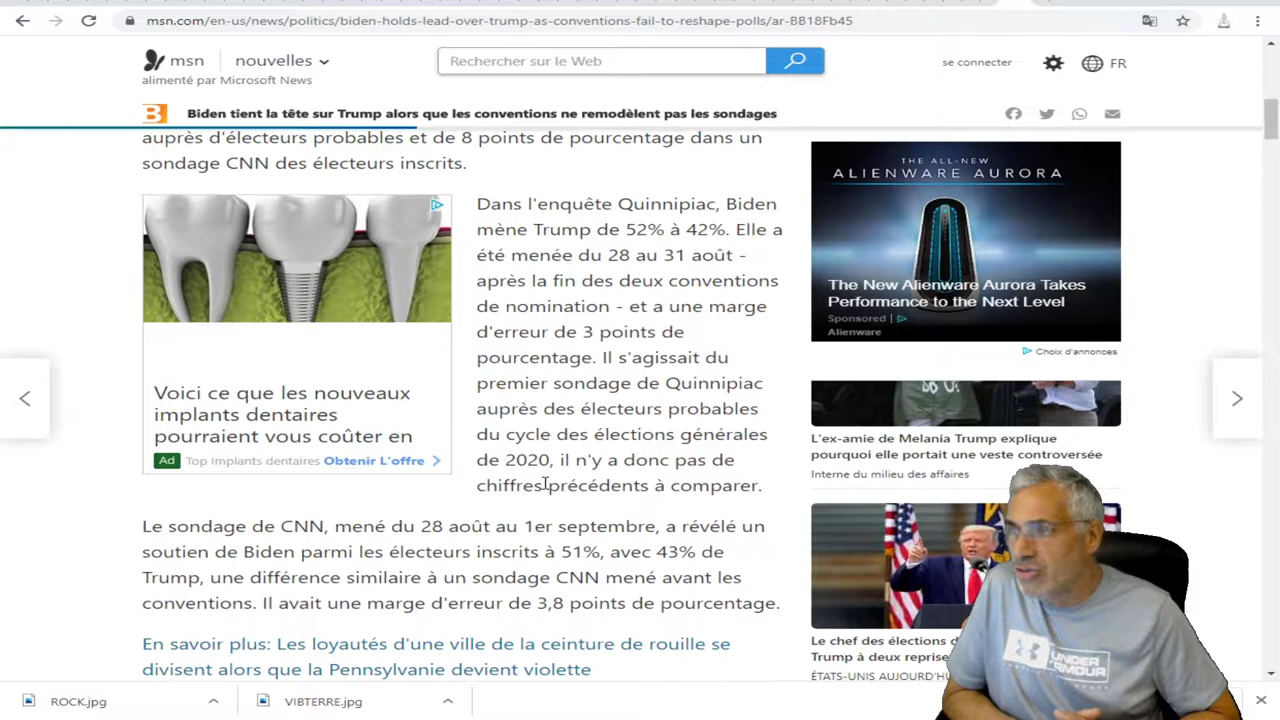 msn.com/en-us/news/politics/biden-holds-lead-over-trump-as-conventions-fail-to-reshape-polls/ar-BB18Fb45
msn
nouvelles
alimenté par Microsoft News
Rechercher sur le Web
se connecter
FR
Biden tient la tête sur Trump alors que les conventions ne remodèlent pas les sondages
auprès d'électeurs probables et de 8 points de pourcentage dans un
sondage CNN des électeurs inscrits.
Voici ce que les nouveaux
implants dentaires
pourraient vous coûter en
Ad Top Implants dentaires Obtenir L'offre
Dans l'enquête Quinnipiac, Biden
mène Trump de 52% à 42%. Elle a
été menée du 28 au 31 août -
après la fin des deux conventions
de nomination - et a une marge
d'erreur de 3 points de
pourcentage. Il s'agissait du
premier sondage de Quinnipiac
auprès des électeurs probables
du cycle des élections générales
de 2020, il n'y a donc pas de
chiffres précédents à comparer.
Le sondage de CNN, mené du 28 août au 1er septembre, a révélé un
soutien de Biden parmi les électeurs inscrits à 51%, avec 43% de
Trump, une différence similaire à un sondage CNN mené avant les
conventions. Il avait une marge d'erreur de 3,8 points de pourcentage.
En savoir plus: Les loyautés d'une ville de la ceinture de rouille se
divisent alors que la Pennsylvanie devient violette
THE ALL-NEW
ALIENWARE AURORA
The New Alienware Aurora Takes
Performance to the Next Level
Sponsored
Alienware
Choix d'annonces
L'ex-amie de Melania Trump explique
pourquoi elle portait une veste controversée
Interne du milieu des affaires
Le chef des élections d
Trump à deux reprise
ÉTATS-UNIS AUJOURD'H
UNDER
ARMOUR
ROCK.jpg
VIBTERRE.jpg